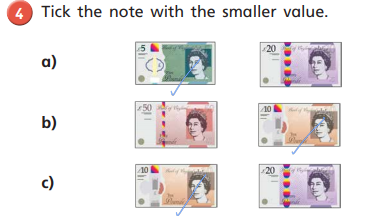 4 Tick the note with the smaller value.
a) £5 £20
b) £50 £10
c) £10 £20